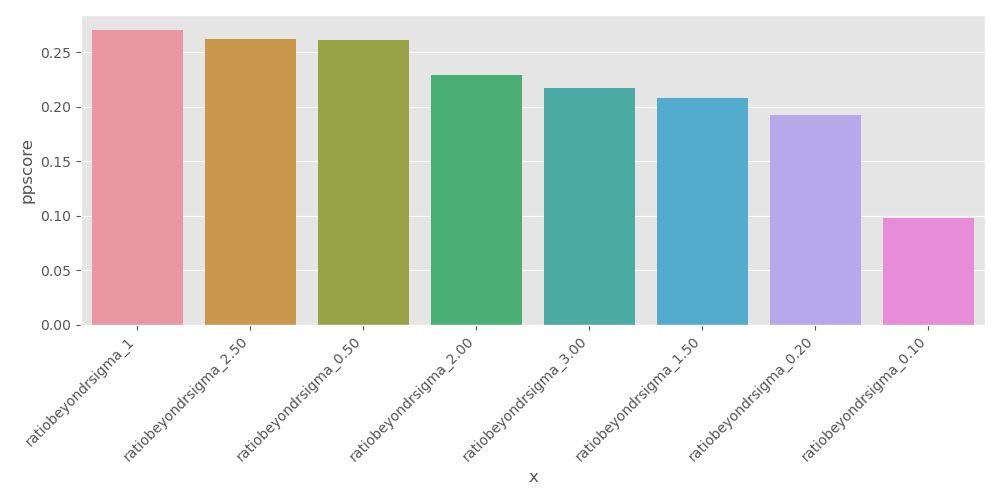 ppscore
0.25
0.20
0.15
0.10
0.05
0.00
ratiobeyondrsigma_1
ratiobeyondrsigma_2.50
ratiobeyondrsigma_0.50
ratiobeyondrsigma_2.00
ratiobeyondrsigma_3.00
ratiobeyondrsigma_1.50
ratiobeyondrsigma_0.20
ratiobeyondrsigma_0.10
x